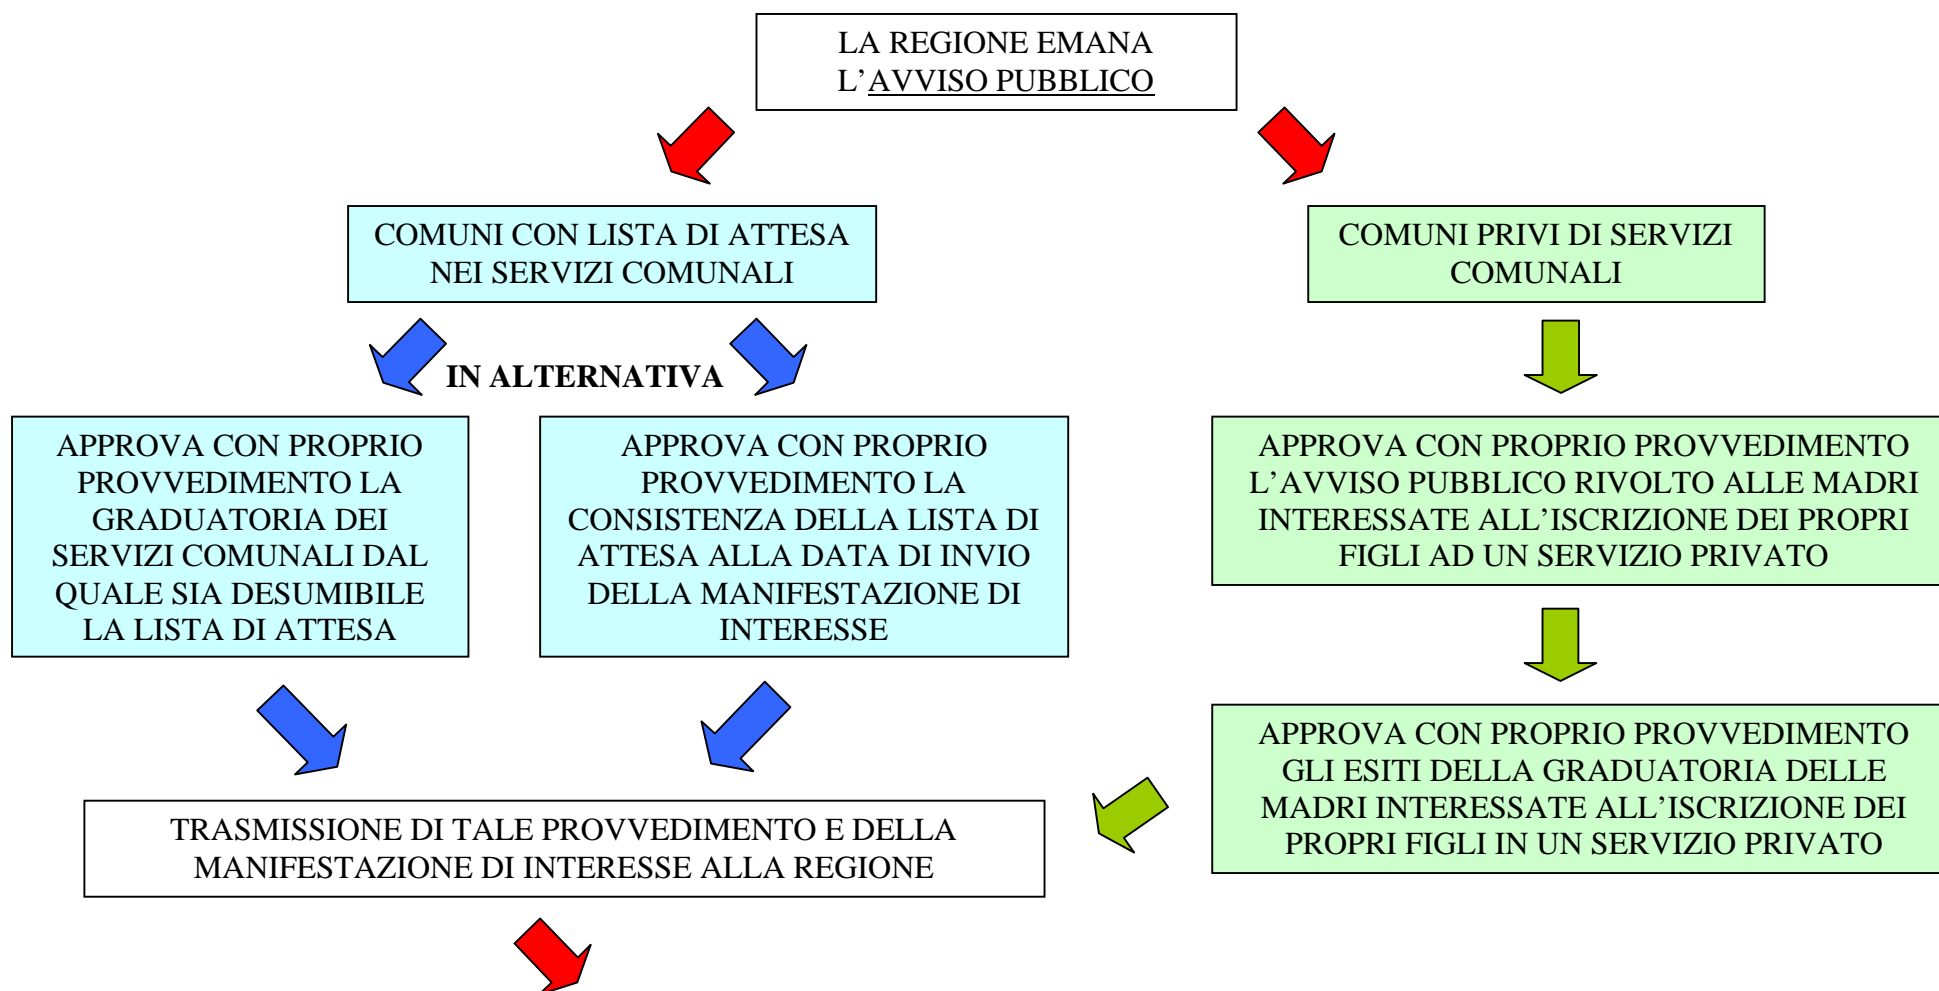 LA REGIONE EMANA
L’AVVISO PUBBLICO
COMUNI CON LISTA DI ATTESA
NEI SERVIZI COMUNALI
COMUNI PRIVI DI SERVIZI
COMUNALI
IN ALTERNATIVA
APPROVA CON PROPRIO
PROVVEDIMENTO LA
GRADUATORIA DEI
SERVIZI COMUNALI DAL
QUALE SIA DESUMIBILE
LA LISTA DI ATTESA
APPROVA CON PROPRIO
PROVVEDIMENTO LA
CONSISTENZA DELLA LISTA DI
ATTESA ALLA DATA DI INVIO
DELLA MANIFESTAZIONE DI
INTERESSE
APPROVA CON PROPRIO PROVVEDIMENTO
L’AVVISO PUBBLICO RIVOLTO ALLE MADRI
INTERESSATE ALL’ISCRIZIONE DEI PROPRI
FIGLI AD UN SERVIZIO PRIVATO
APPROVA CON PROPRIO PROVVEDIMENTO
GLI ESITI DELLA GRADUATORIA DELLE
MADRI INTERESSATE ALL’ISCRIZIONE DEI
PROPRI FIGLI IN UN SERVIZIO PRIVATO
TRASMISSIONE DI TALE PROVVEDIMENTO E DELLA
MANIFESTAZIONE DI INTERESSE ALLA REGIONE